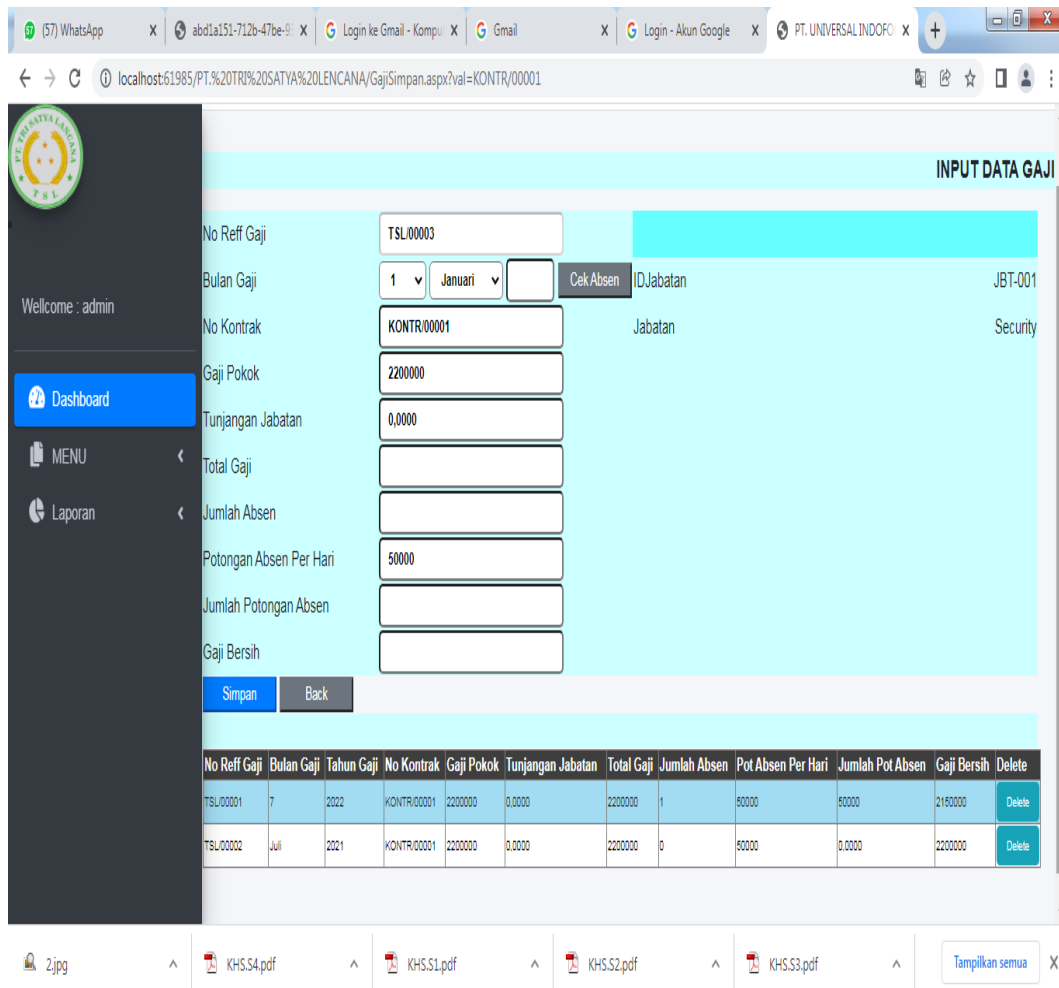 (57) WhatsApp
abd1a151-712b-47be-9
Login ke Gmail - Kompu
Gmail
Login - Akun Google
PT. UNIVERSAL INDOFO
localhost:61985/PT.%20TRI%20SATYA%20LENCANA/GajiSimpan.aspx?val=KONTR/00001
PT. TRI SATYA LANCANA
TSL
INPUT DATA GAJI
No Reff Gaji TSL/00003
Bulan Gaji 1 Januari Cek Absen IDJabatan JBT-001
Wellcome : admin
No Kontrak KONTR/00001 Jabatan Security
Gaji Pokok 2200000
Dashboard
Tunjangan Jabatan 0,0000
MENU
Total Gaji
Laporan
Jumlah Absen
Potongan Absen Per Hari 50000
Jumlah Potongan Absen
Gaji Bersih
Simpan Back
No Reff Gaji Bulan Gaji Tahun Gaji No Kontrak Gaji Pokok Tunjangan Jabatan Total Gaji Jumlah Absen Pot Absen Per Hari Jumlah Pot Absen Gaji Bersih Delete
TSL/00001 7 2022 KONTR/00001 2200000 0,0000 2200000 1 50000 50000 2150000 Delete
TSL/00002 Juli 2021 KONTR/00001 2200000 0,0000 2200000 0 50000 0,0000 2200000 Delete
2.jpg KHS.S4.pdf KHS.S1.pdf KHS.S2.pdf KHS.S3.pdf Tampilkan semua